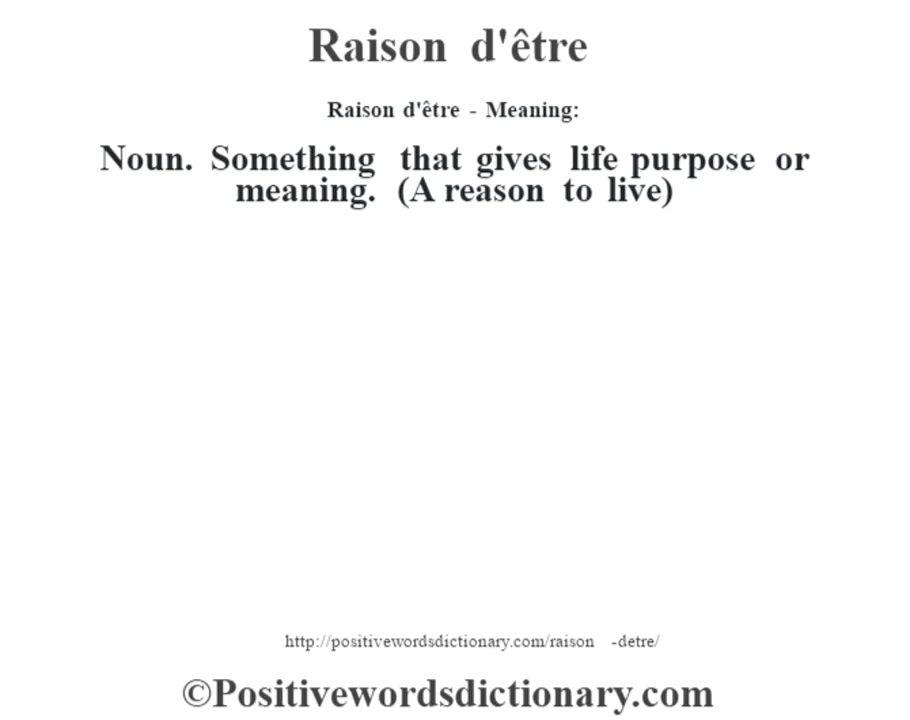 Raison d'être
Raison d'être - Meaning:
Noun. Something that gives life purpose or
meaning. (A reason to live)
http://positivewordsdictionary.com/raison -detre/
©Positivewordsdictionary.com